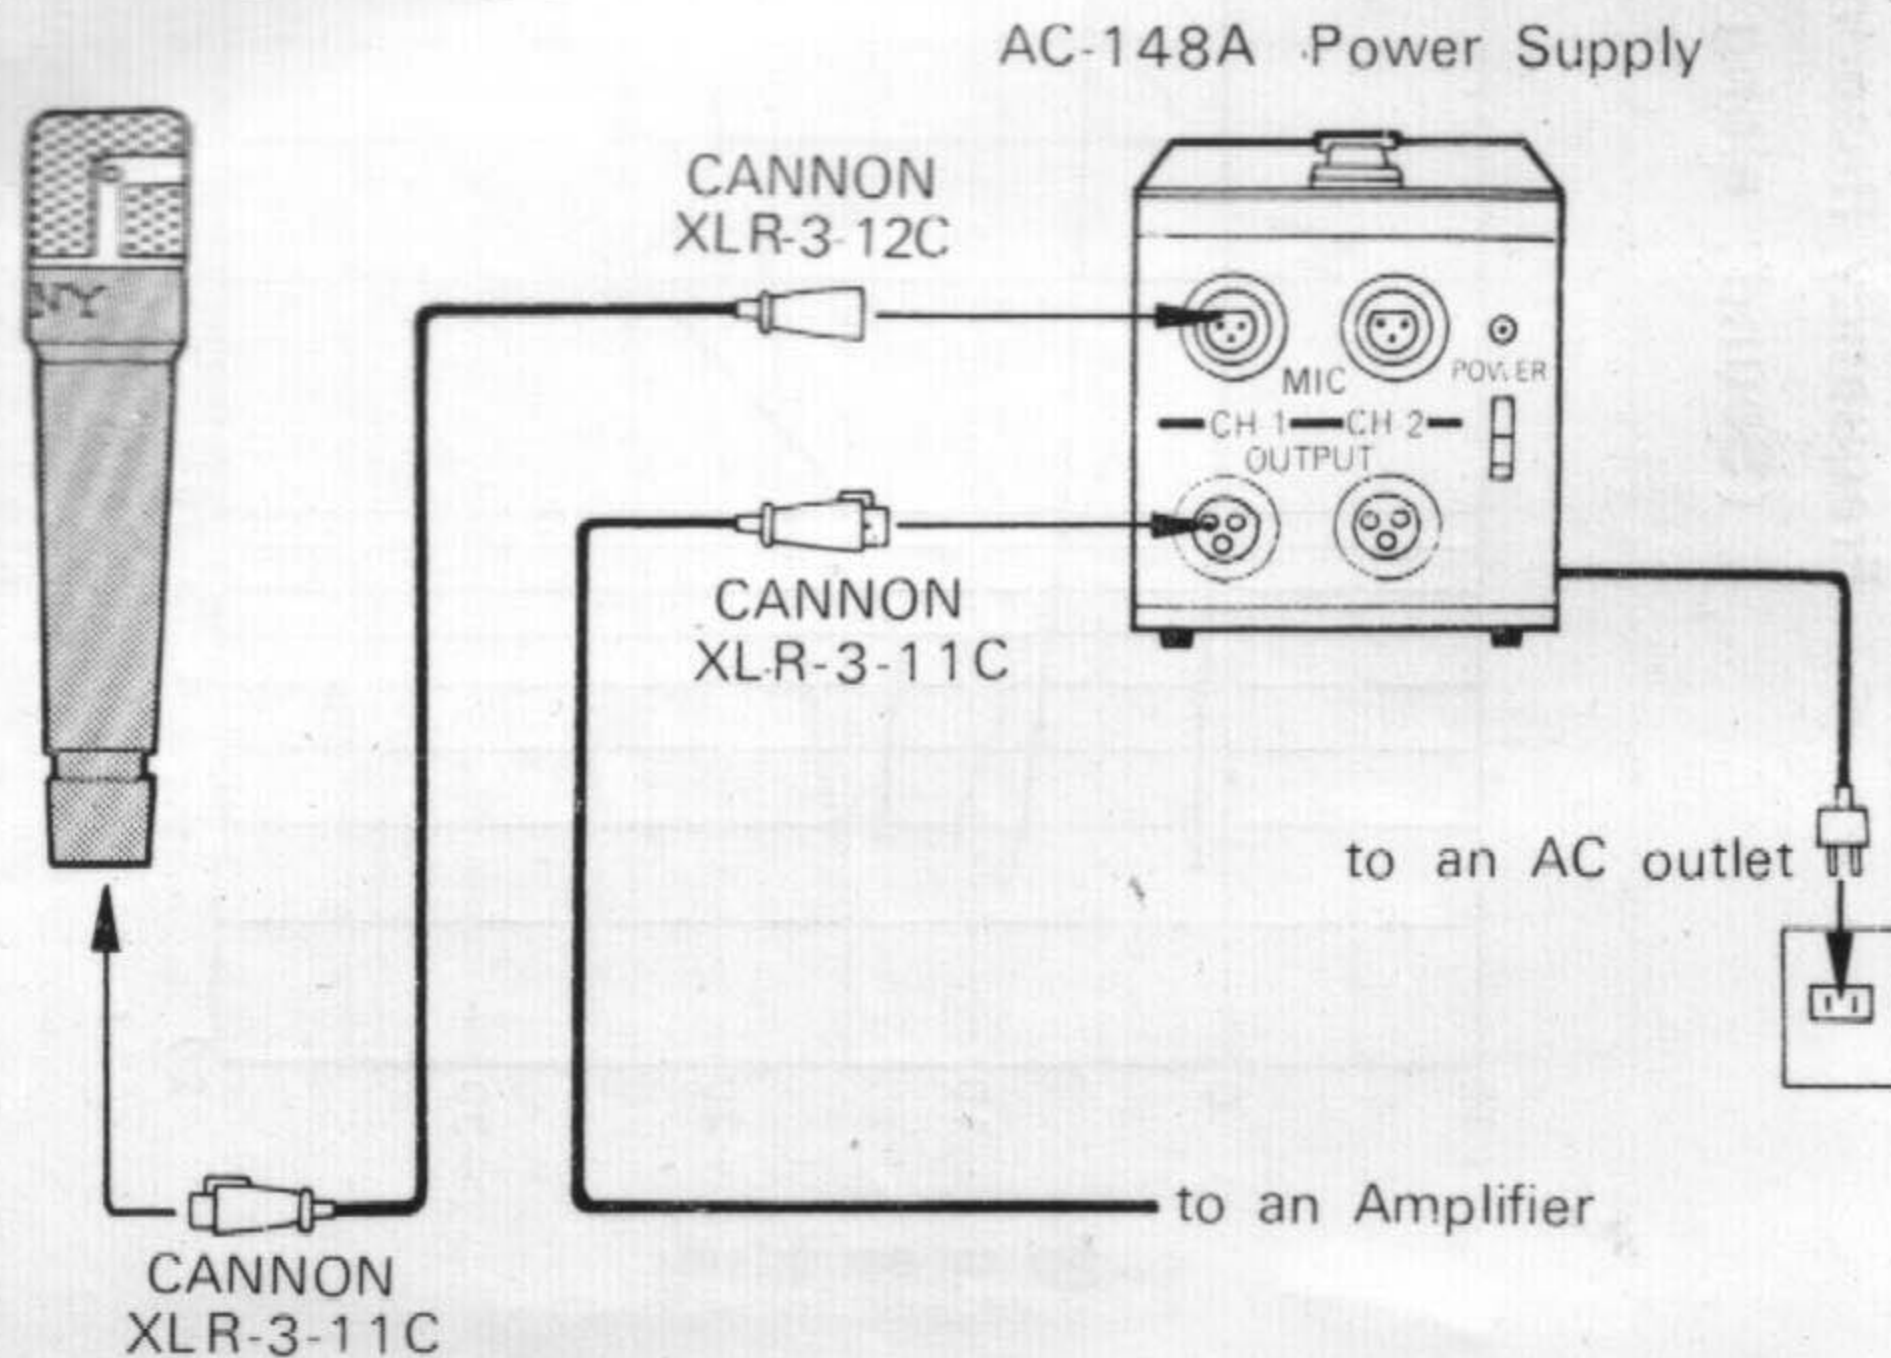 AC-148A Power Supply
CANNON
XLR-3-12C
NY
MIC
POWER
CH 1 CH 2
OUTPUT
CANNON
XLR-3-11C
to an AC outlet
to an Amplifier
CANNON
XLR-3-11C